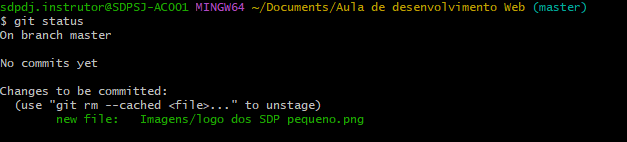 sdpdj.instrutor@SDPSJ-AC001 MINGW64 ~/Documents/Aula de desenvolvimento Web (master)
$ git status
On branch master
No commits yet
Changes to be committed:
  (use "git rm --cached <file>..." to unstage)
        new file:   Imagens/logo dos SDP pequeno.png